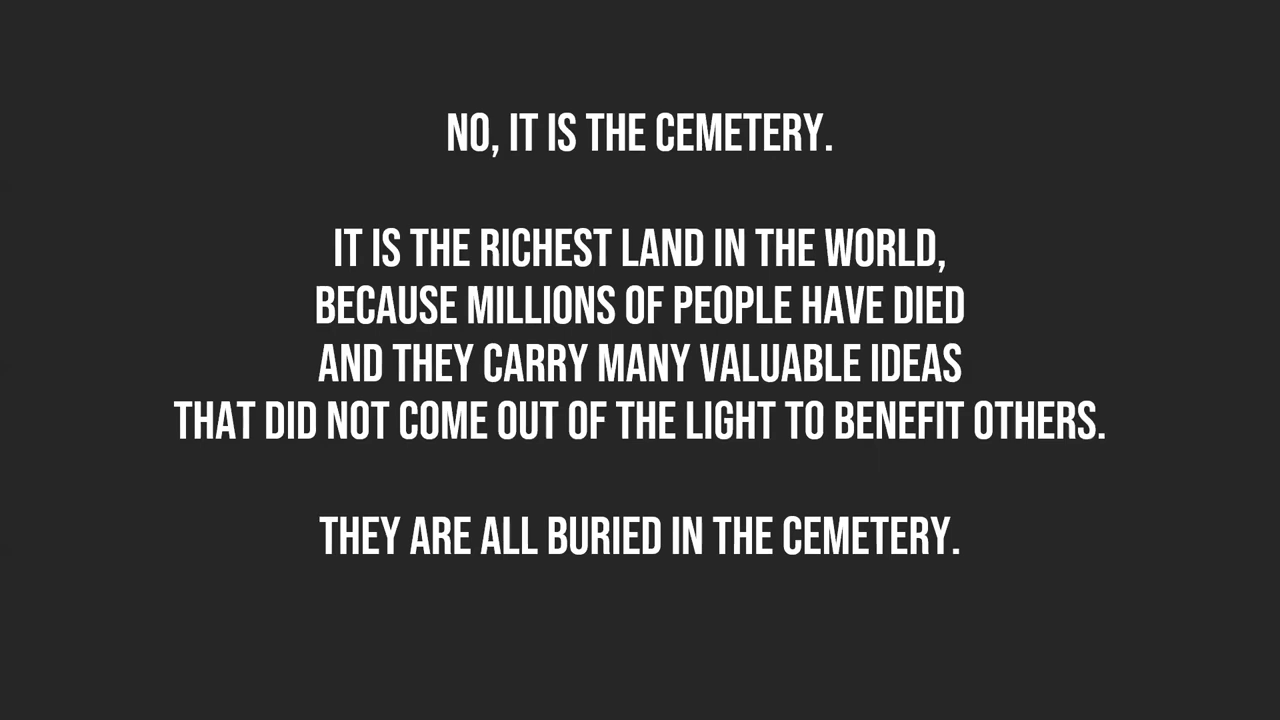 NO, IT IS THE CEMETERY.
IT IS THE RICHEST LAND IN THE WORLD,
BECAUSE MILLIONS OF PEOPLE HAVE DIED
AND THEY CARRY MANY VALUABLE IDEAS
THAT DID NOT COME OUT OF THE LIGHT TO BENEFIT OTHERS.
THEY ARE ALL BURIED IN THE CEMETERY.